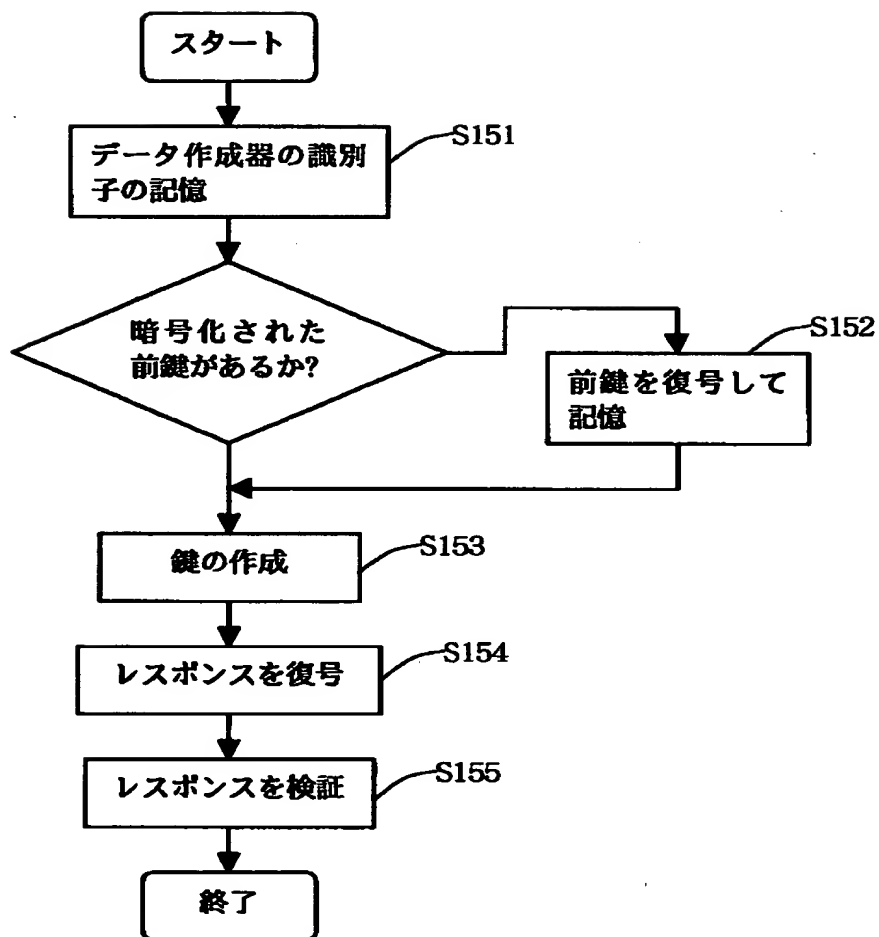 スタート
データ作成器の識別
子の記憶
S151
暗号化された
前鍵があるか?
前鍵を復号して
記憶
S152
鍵の作成
S153
レスポンスを復号
S154
レスポンスを検証
S155
終了